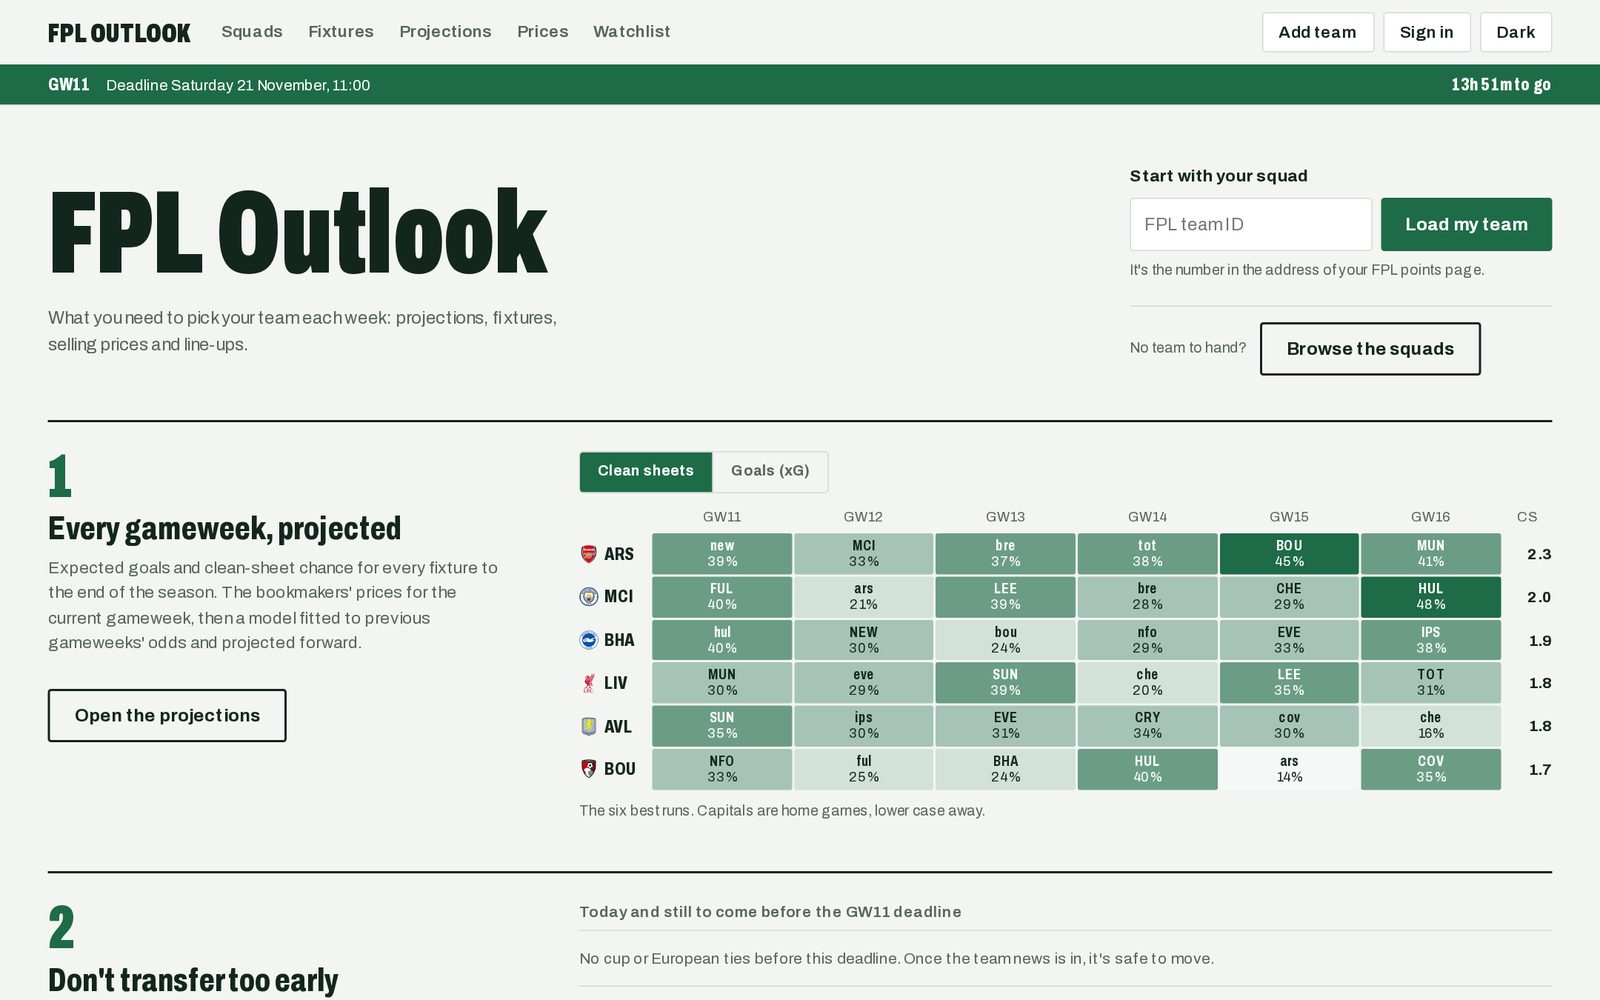 FPL OUTLOOK Squads Fixtures Projections Prices Watchlist Add team Sign in Dark
GW11 Deadline Saturday 21 November, 11:00 13h 51m to go
FPL Outlook
What you need to pick your team each week: projections, fixtures,
selling prices and line-ups.
Start with your squad
FPL team ID Load my team
It's the number in the address of your FPL points page.
No team to hand? Browse the squads
1
Every gameweek, projected
Expected goals and clean-sheet chance for every fixture to
the end of the season. The bookmakers' prices for the
current gameweek, then a model fitted to previous
gameweeks' odds and projected forward.
Open the projections
Clean sheets Goals (xG)
GW11 GW12 GW13 GW14 GW15 GW16 CS
ARS new 39% MCI 33% bre 37% tot 38% BOU 45% MUN 41% 2.3
MCI FUL 40% ars 21% LEE 39% bre 28% CHE 29% HUL 48% 2.0
BHA hul 40% NEW 30% bou 24% nfo 29% EVE 33% IPS 38% 1.9
LIV MUN 30% eve 29% SUN 39% che 20% LEE 35% TOT 31% 1.8
AVL SUN 35% ips 30% EVE 31% CRY 34% cov 30% che 16% 1.8
BOU NFO 33% ful 25% BHA 24% HUL 40% ars 14% COV 35% 1.7
The six best runs. Capitals are home games, lower case away.
2
Don't transfer too early
Today and still to come before the GW11 deadline
No cup or European ties before this deadline. Once the team news is in, it's safe to move.